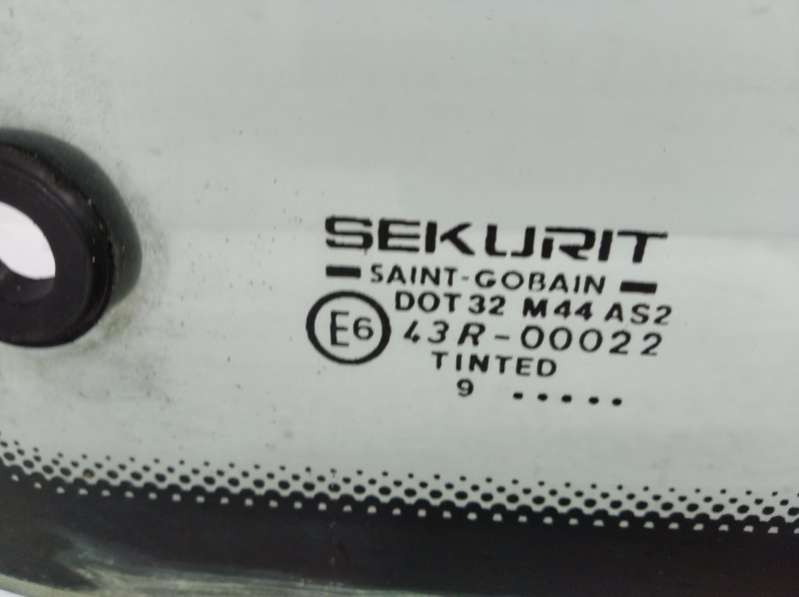 SEKURIT
SAINT-GOBAIN
DOT 32 M44 AS2
E6 43R-00022
TINTED
9 .....